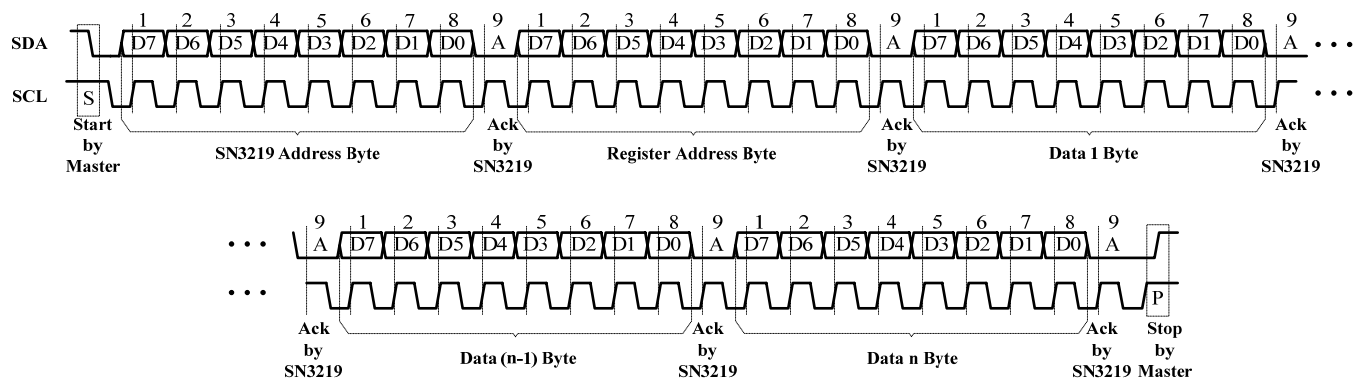 1 2 3 4 5 6 7 8 9 1 2 3 4 5 6 7 8 9 1 2 3 4 5 6 7 8 9
SDA D7 D6 D5 D4 D3 D2 D1 D0 A D7 D6 D5 D4 D3 D2 D1 D0 A D7 D6 D5 D4 D3 D2 D1 D0 A • • •
SCL S • • •
Start by Master
SN3219 Address Byte
Ack by SN3219
Register Address Byte
Ack by SN3219
Data 1 Byte
Ack by SN3219
9 1 2 3 4 5 6 7 8 9 1 2 3 4 5 6 7 8 9
• • • A D7 D6 D5 D4 D3 D2 D1 D0 A D7 D6 D5 D4 D3 D2 D1 D0 A
• • • P
Ack by SN3219
Data (n-1) Byte
Ack by SN3219
Data n Byte
Ack by SN3219
Stop by Master